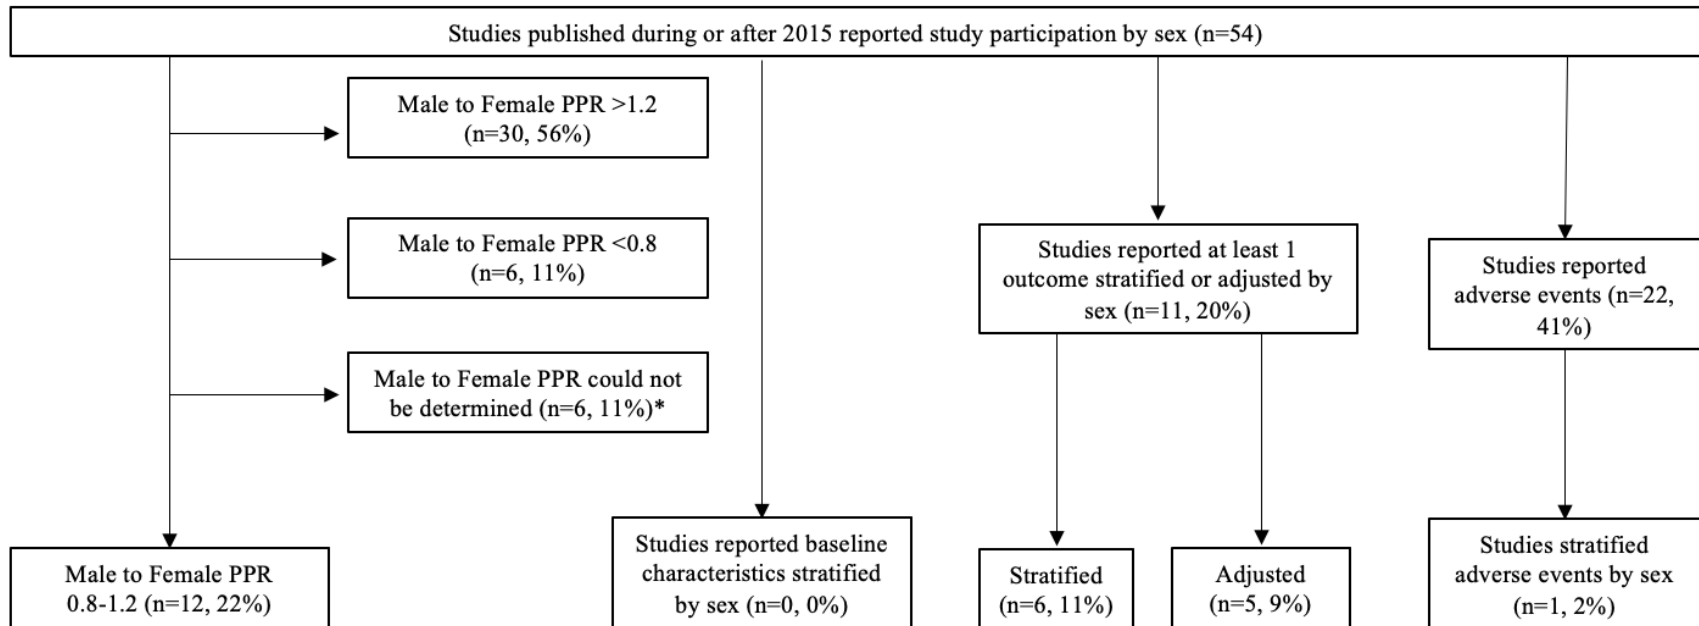 Studies published during or after 2015 reported study participation by sex (n=54)
Male to Female PPR >1.2
(n=30, 56%)
Male to Female PPR <0.8
(n=6, 11%)
Male to Female PPR could not
be determined (n=6, 11%)*
Male to Female PPR
0.8-1.2 (n=12, 22%)
Studies reported baseline
characteristics stratified
by sex (n=0, 0%)
Studies reported at least 1
outcome stratified or adjusted by
sex (n=11, 20%)
Stratified
(n=6, 11%)
Adjusted
(n=5, 9%)
Studies reported
adverse events (n=22,
41%)
Studies stratified
adverse events by sex
(n=1, 2%)